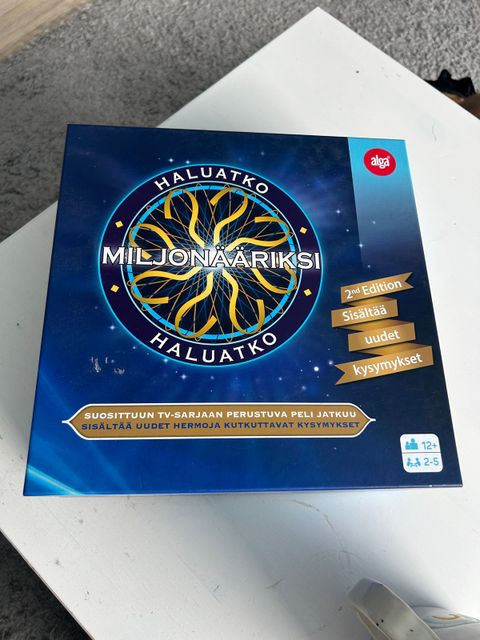 alga
HALUATKO
MILJONÄÄRIKSI
HALUATKO
2nd Edition
Sisältää
uudet
kysymykset
SUOSITTUUN TV-SARJAAN PERUSTUVA PELI JATKUU
SISÄLTÄÄ UUDET HERMOJA KUTKUTTAVAT KYSYMYKSET
12+
2-5